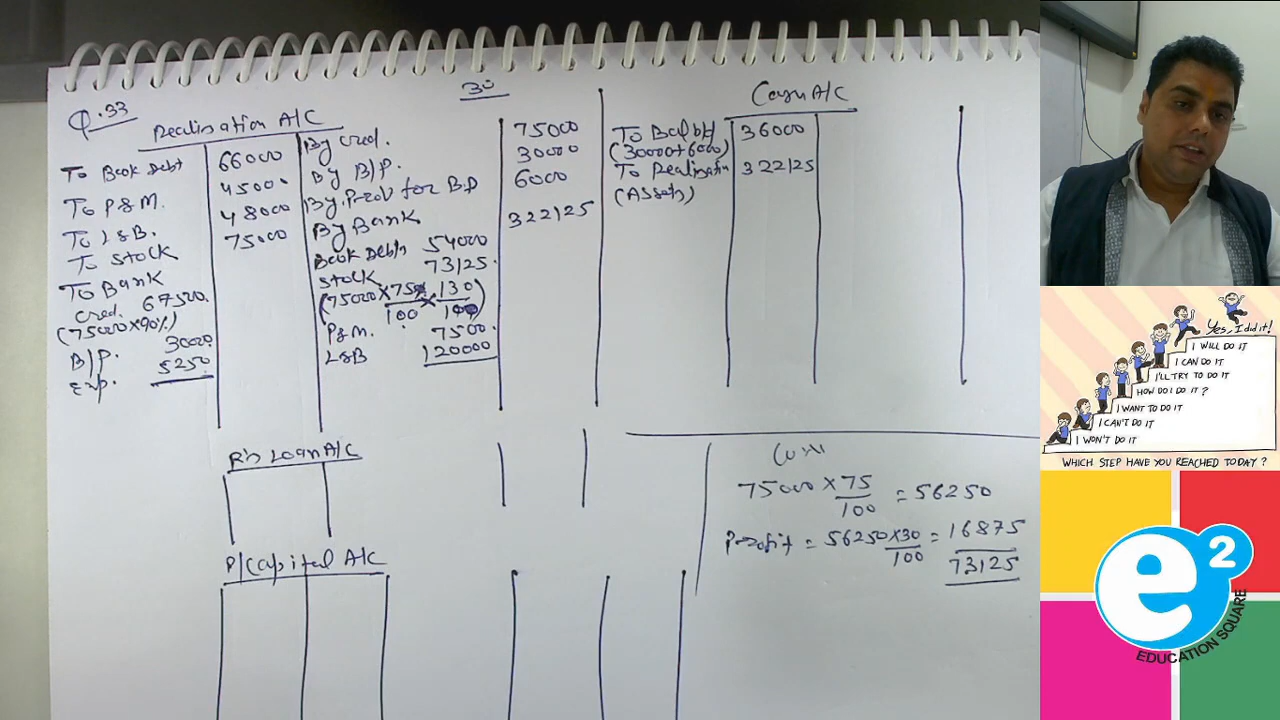 Q.33
30
Realisation A/C
To Book Debt 66000
To P&M. 45000
To L&B. 48000
To Stock 75000
To Bank
Cred. 67500
(75000×90%)
B/P. 30000
Exp. 5250
By Cred. 75000
By B/P. 30000
By Prov for B.D 6000
By Bank 322125
Book Debts 54000
Stock 73125
(75000×75/100×130/100)
P&M. 7500
L&B 120000
Cash A/C
To Bal b/f 36000
(30000+6000)
To Realisation 322125
(Assets)
R's Loan A/C
P/Capital A/C
75000×75/100 = 56250
Profit = 56250×30/100 = 16875
73125
Yes, I did it!
I WILL DO IT
I CAN DO IT
I'LL TRY TO DO IT
HOW DO I DO IT?
I WANT TO DO IT
I CAN'T DO IT
I WON'T DO IT
WHICH STEP HAVE YOU REACHED TODAY?
e2
EDUCATION SQUARE